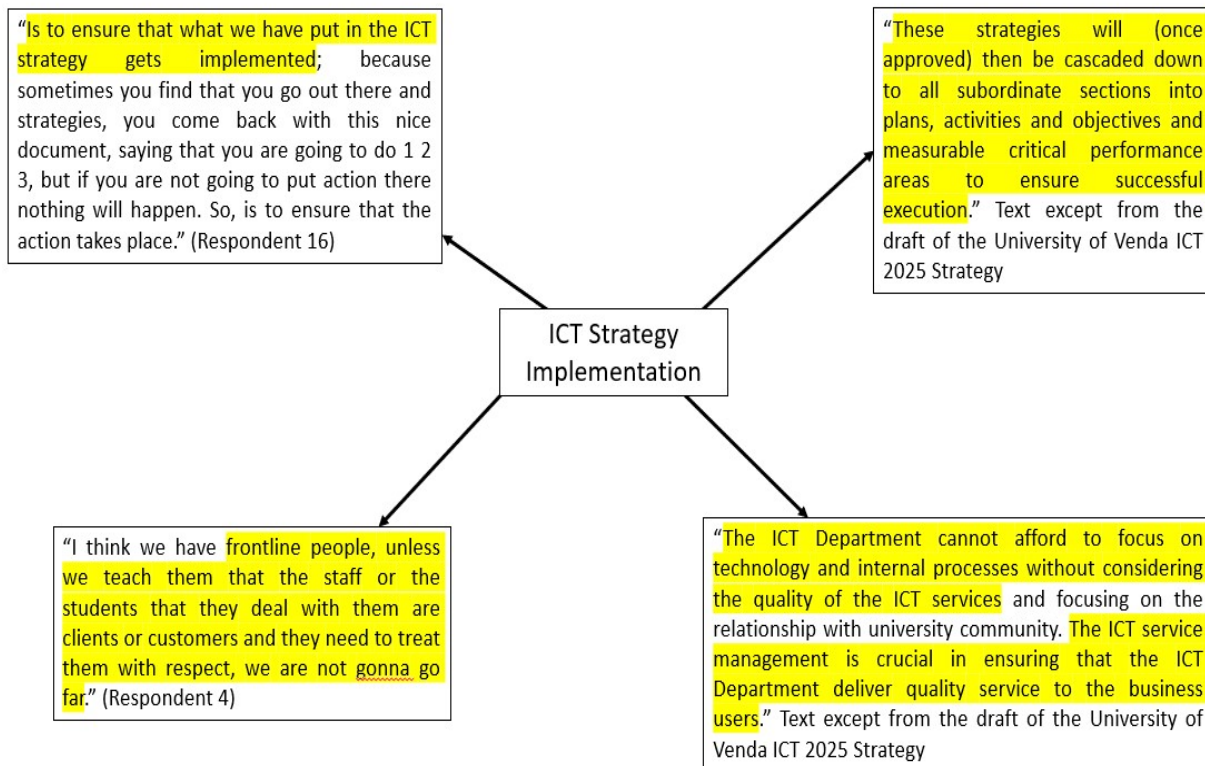 “Is to ensure that what we have put in the ICT
strategy gets implemented; because
sometimes you find that you go out there and
strategies, you come back with this nice
document, saying that you are going to do 1 2
3, but if you are not going to put action there
nothing will happen. So, is to ensure that the
action takes place.” (Respondent 16)
“These strategies will (once
approved) then be cascaded down
to all subordinate sections into
plans, activities and objectives and
measurable critical performance
areas to ensure successful
execution.” Text except from the
draft of the University of Venda ICT
2025 Strategy
ICT Strategy
Implementation
“I think we have frontline people, unless
we teach them that the staff or the
students that they deal with them are
clients or customers and they need to treat
them with respect, we are not gonna go
far.” (Respondent 4)
“The ICT Department cannot afford to focus on
technology and internal processes without considering
the quality of the ICT services and focusing on the
relationship with university community. The ICT service
management is crucial in ensuring that the ICT
Department deliver quality service to the business
users.” Text except from the draft of the University of
Venda ICT 2025 Strategy